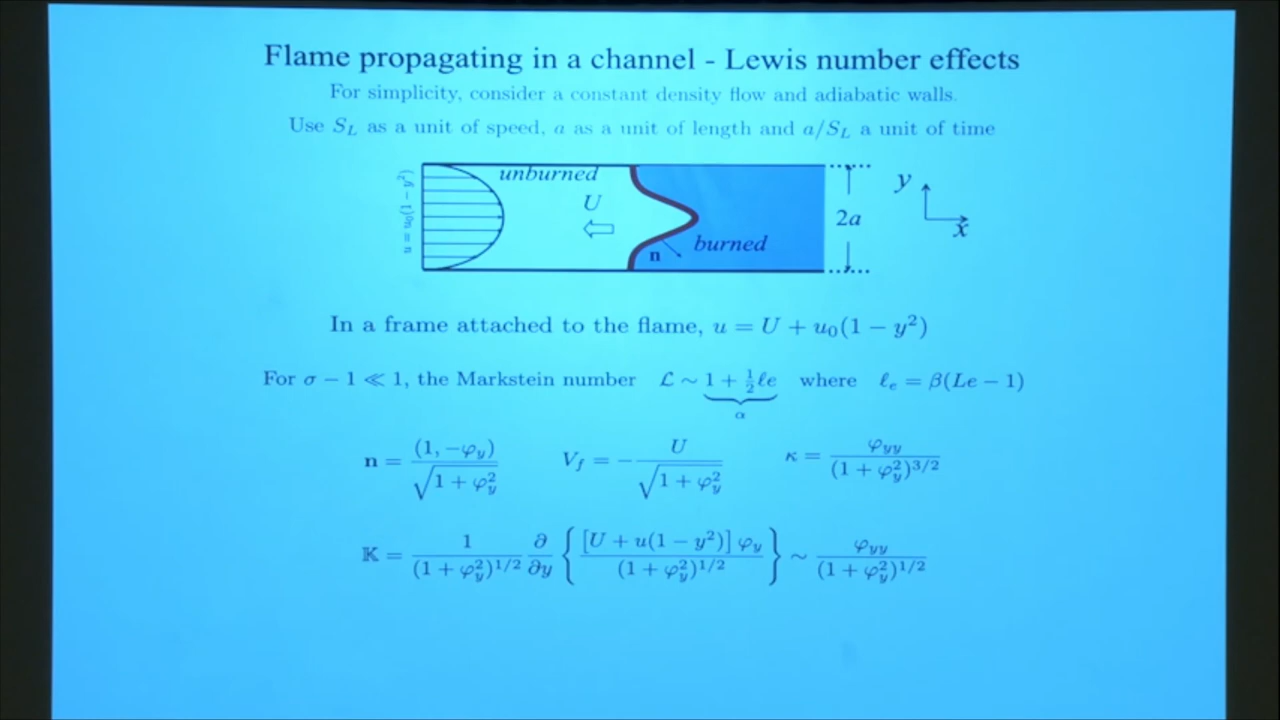 Flame propagating in a channel - Lewis number effects
For simplicity, consider a constant density flow and adiabatic walls.
Use S_L as a unit of speed, a as a unit of length and a/S_L a unit of time
u = u₀(1 − y²)
unburned
U
n
burned
2a
y
x
In a frame attached to the flame, u = U + u₀(1 − y²)
For σ − 1 ≪ 1, the Markstein number ℒ ∼ 1 + ½ℓe where ℓₑ = β(Le − 1)
α
n = (1, −φ_y) / √(1 + φ_y²) V_f = − U / √(1 + φ_y²) κ = φ_yy / (1 + φ_y²)^{3/2}
𝕂 = 1 / (1 + φ_y²)^{1/2} ∂/∂y { [U + u(1 − y²)] φ_y / (1 + φ_y²)^{1/2} } ∼ φ_yy / (1 + φ_y²)^{1/2}